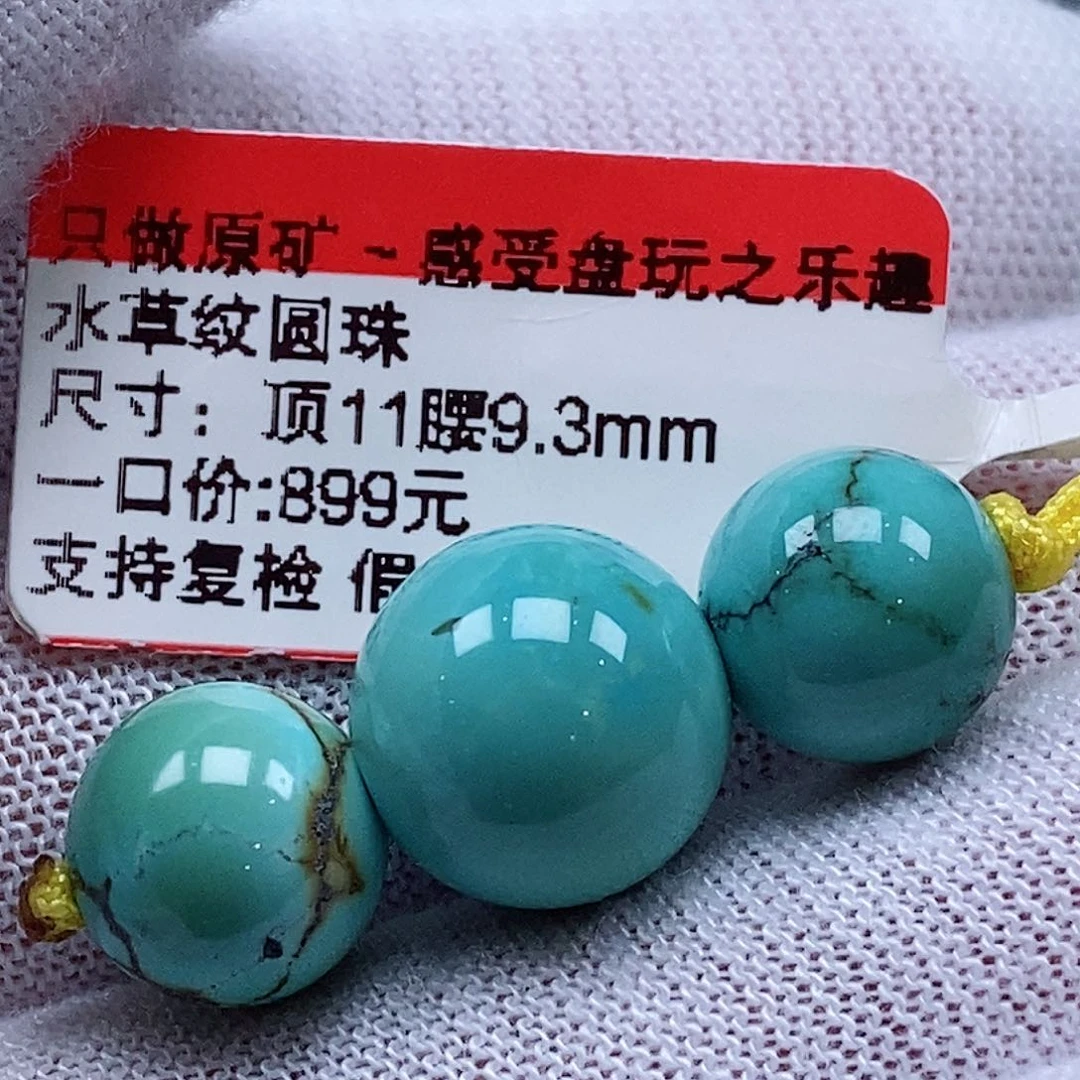 只做原矿 - 感受盘玩之乐趣
水草纹圆珠
尺寸：顶11腰9.3mm
一口价:899元
支持复检 假